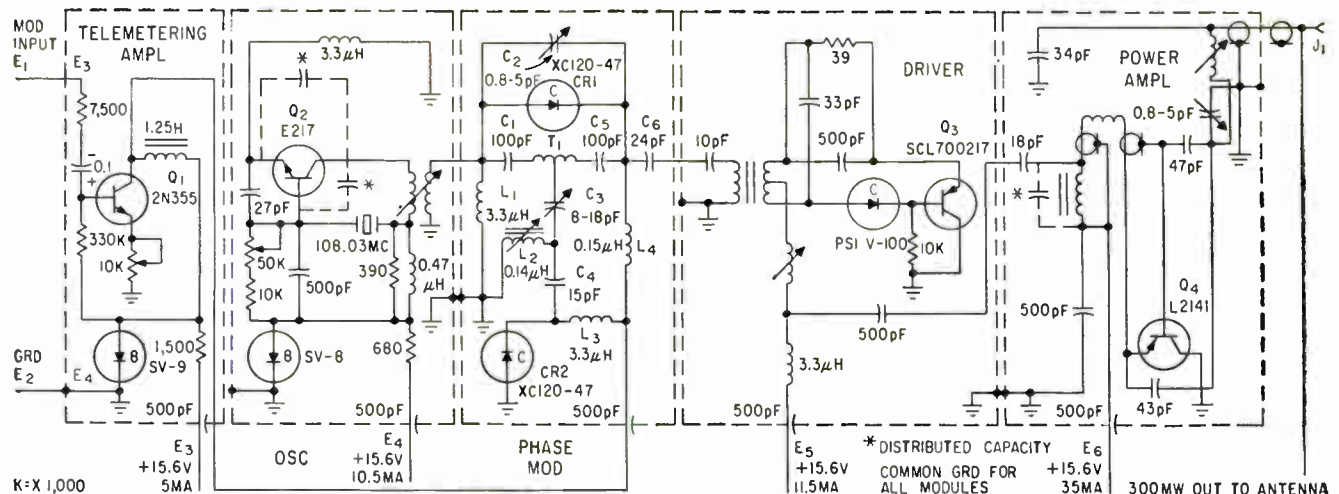 MOD
INPUT
E1
E3
TELEMETERING
AMPL
7,500
1.25H
0.1
− +
Q1
2N355
330K
10K
GRD
E2
E4
B
SV-9
1,500
500pF
E3
+15.6V
5MA
K=X 1,000
3.3μH
*
Q2
E217
*
27pF
108.03MC
50K
500pF
390
0.47
μH
10K
B
SV-8
680
500pF
OSC
E4
+15.6V
10.5MA
C2
0.8-5pF
XC120-47
C CR1
C1
100pF
T1
C5
100pF
C6
24pF
L1
3.3μH
C3
8-18pF
L2
0.14μH
0.15μH
L4
C4
15pF
L3
3.3μH
C
CR2
XC120-47
500pF
PHASE
MOD
39
DRIVER
33pF
10pF
500pF
Q3
SCL700217
C
PSI V-100
10K
500pF
3.3μH
500pF
E5
+15.6V
11.5MA
*DISTRIBUTED CAPACITY
COMMON GRD FOR
ALL MODULES
34pF
POWER
AMPL
J1
0.8-5pF
18pF
47pF
*
Q4
L2141
500pF
43pF
500pF
E6
+15.6V
35MA
300MW OUT TO ANTENNA